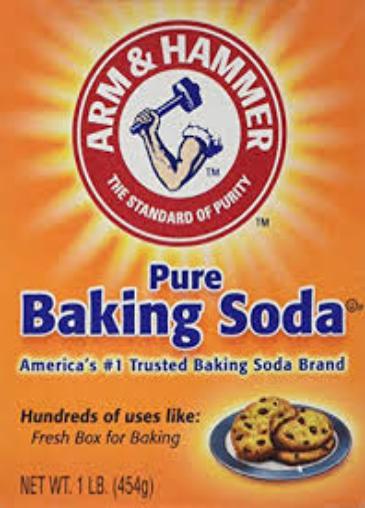 ARM & HAMMER
TM
THE STANDARD OF PURITY
TM
Pure
Baking Soda
America's #1 Trusted Baking Soda Brand
Hundreds of uses like:
Fresh Box for Baking
NET WT. 1 LB. (454g)